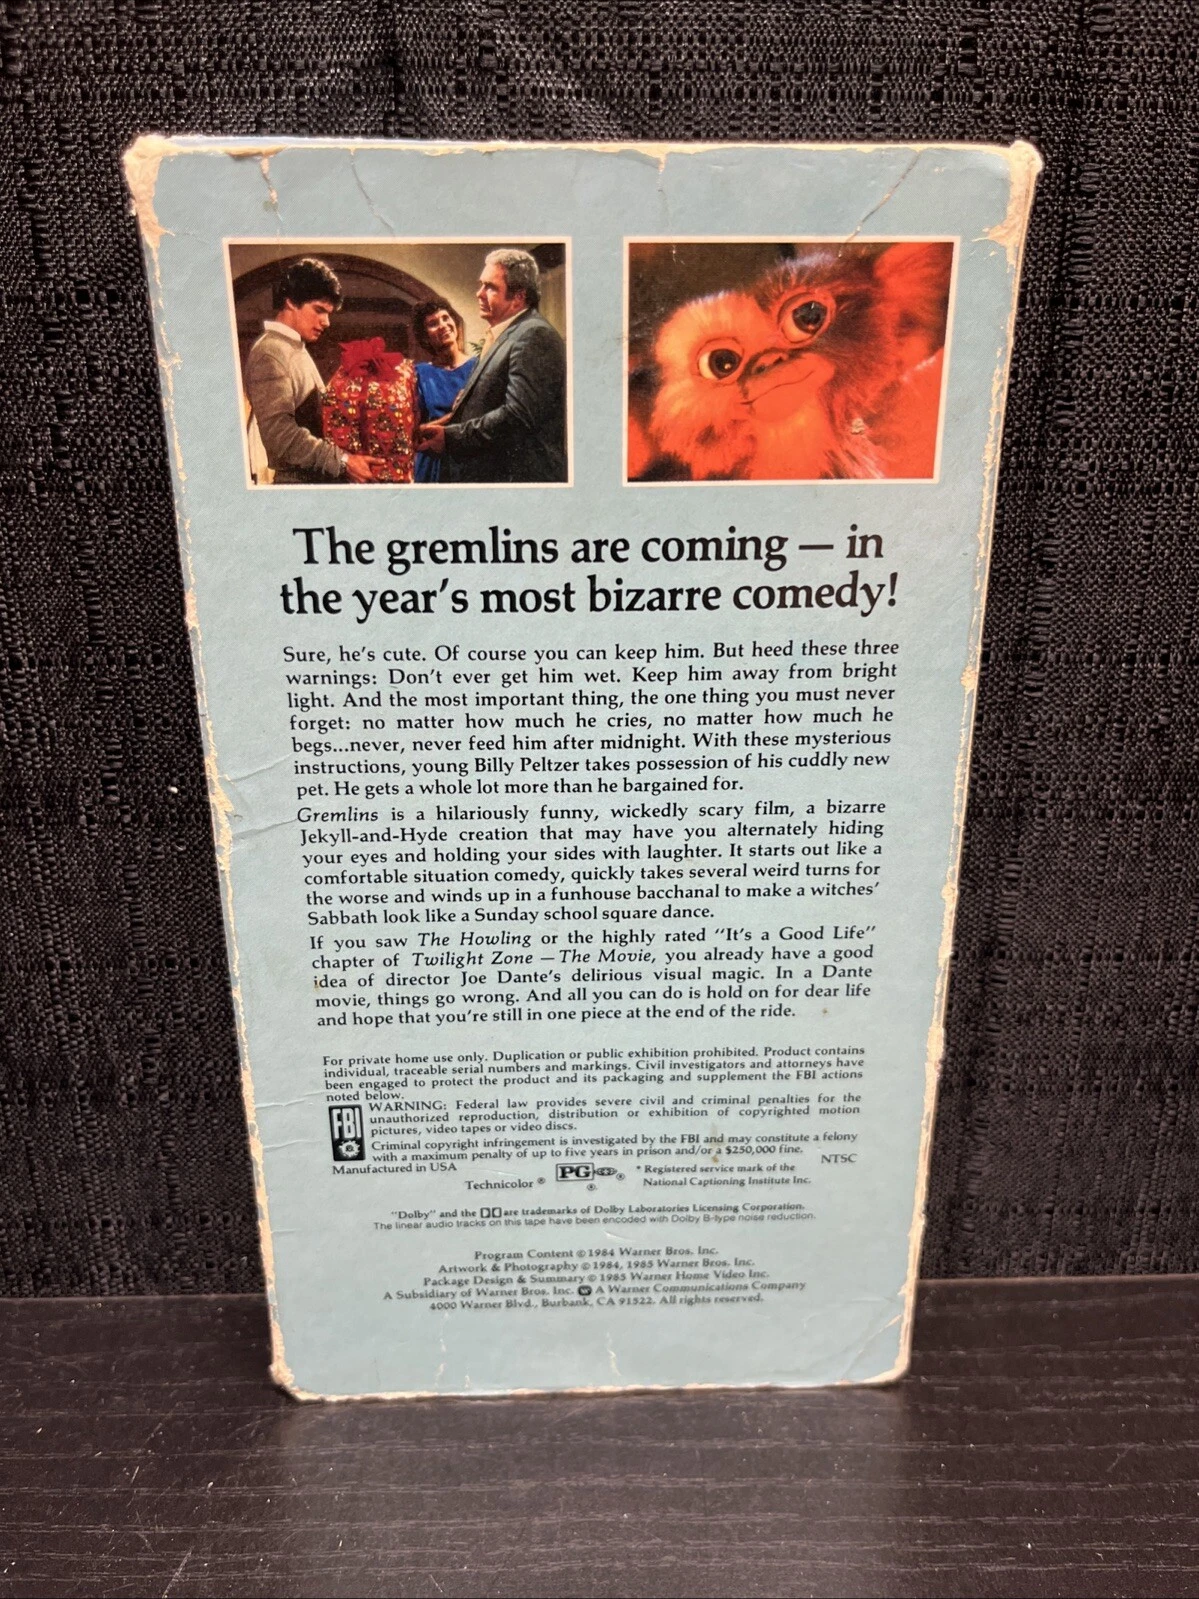 The gremlins are coming — in
the year's most bizarre comedy!
Sure, he's cute. Of course you can keep him. But heed these three
warnings: Don't ever get him wet. Keep him away from bright
light. And the most important thing, the one thing you must never
forget: no matter how much he cries, no matter how much he
begs...never, never feed him after midnight. With these mysterious
instructions, young Billy Peltzer takes possession of his cuddly new
pet. He gets a whole lot more than he bargained for.
Gremlins is a hilariously funny, wickedly scary film, a bizarre
Jekyll-and-Hyde creation that may have you alternately hiding
your eyes and holding your sides with laughter. It starts out like a
comfortable situation comedy, quickly takes several weird turns for
the worse and winds up in a funhouse bacchanal to make a witches'
Sabbath look like a Sunday school square dance.
If you saw The Howling or the highly rated "It's a Good Life"
chapter of Twilight Zone — The Movie, you already have a good
idea of director Joe Dante's delirious visual magic. In a Dante
movie, things go wrong. And all you can do is hold on for dear life
and hope that you're still in one piece at the end of the ride.
For private home use only. Duplication or public exhibition prohibited. Product contains
individual, traceable serial numbers and markings. Civil investigators and attorneys have
been engaged to protect the product and its packaging and supplement the FBI actions
noted below.
FBI
WARNING: Federal law provides severe civil and criminal penalties for the
unauthorized reproduction, distribution or exhibition of copyrighted motion
pictures, video tapes or video discs.
Criminal copyright infringement is investigated by the FBI and may constitute a felony
with a maximum penalty of up to five years in prison and/or a $250,000 fine.
Manufactured in USA
NTSC
Technicolor ®
PG ®
* Registered service mark of the
National Captioning Institute Inc.
"Dolby" and the DD are trademarks of Dolby Laboratories Licensing Corporation.
The linear audio tracks on this tape have been encoded with Dolby B-type noise reduction.
Program Content © 1984 Warner Bros. Inc.
Artwork & Photography © 1984, 1985 Warner Bros. Inc.
Package Design & Summary © 1985 Warner Home Video Inc.
A Subsidiary of Warner Bros. Inc. A Warner Communications Company
4000 Warner Blvd., Burbank, CA 91522. All rights reserved.